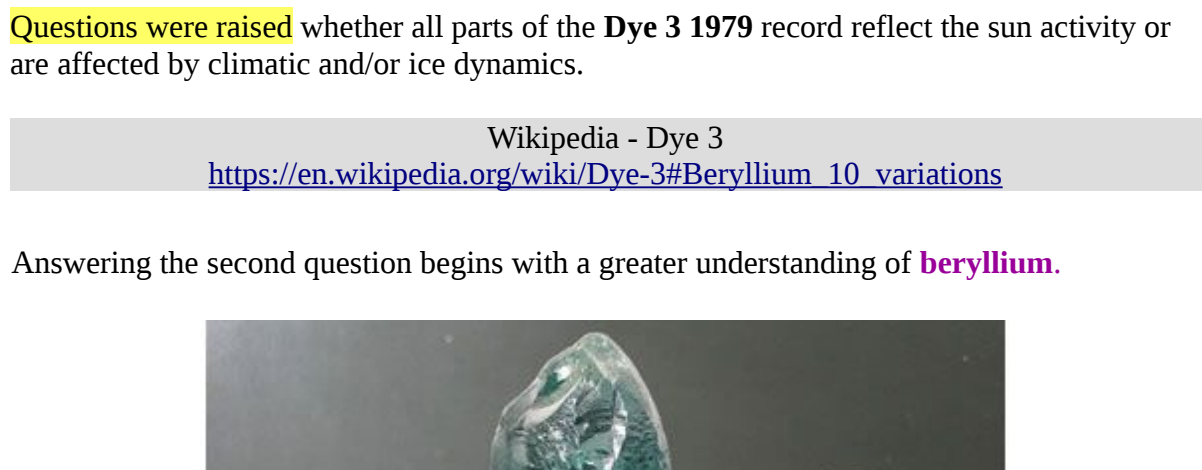 Questions were raised whether all parts of the Dye 3 1979 record reflect the sun activity or
are affected by climatic and/or ice dynamics.
Wikipedia - Dye 3
https://en.wikipedia.org/wiki/Dye-3#Beryllium_10_variations
Answering the second question begins with a greater understanding of beryllium.